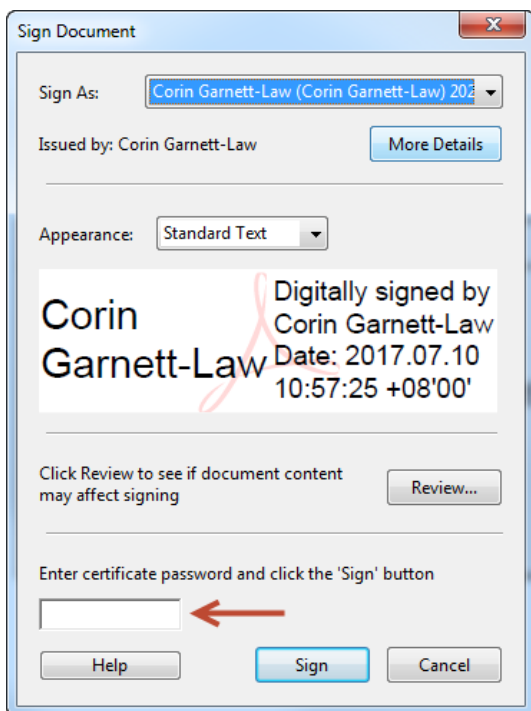 Sign Document
Sign As: Corin Garnett-Law (Corin Garnett-Law) 202
Issued by: Corin Garnett-Law More Details
Appearance: Standard Text
Corin
Garnett-Law
Digitally signed by
Corin Garnett-Law
Date: 2017.07.10
10:57:25 +08'00'
Click Review to see if document content
may affect signing
Review...
Enter certificate password and click the 'Sign' button
Help Sign Cancel